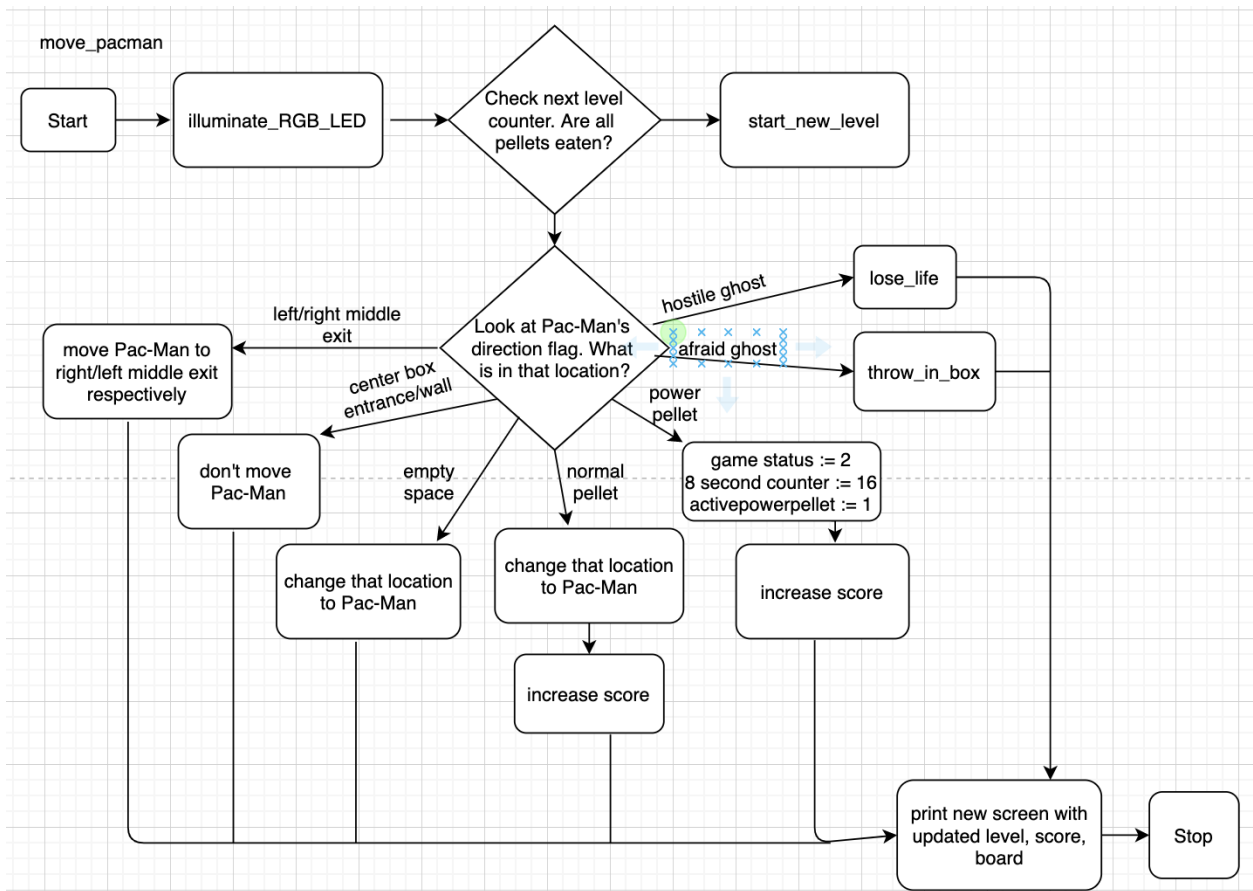 move_pacman
Start
illuminate_RGB_LED
Check next level
counter. Are all
pellets eaten?
start_new_level
hostile ghost
lose_life
left/right middle
exit
Look at Pac-Man's
direction flag. What
is in that location?
afraid ghost
throw_in_box
move Pac-Man to
right/left middle exit
respectively
center box
entrance/wall
power
pellet
don't move
Pac-Man
empty
space
normal
pellet
game status := 2
8 second counter := 16
activepowerpellet := 1
change that location
to Pac-Man
change that location
to Pac-Man
increase score
increase score
print new screen with
updated level, score,
board
Stop